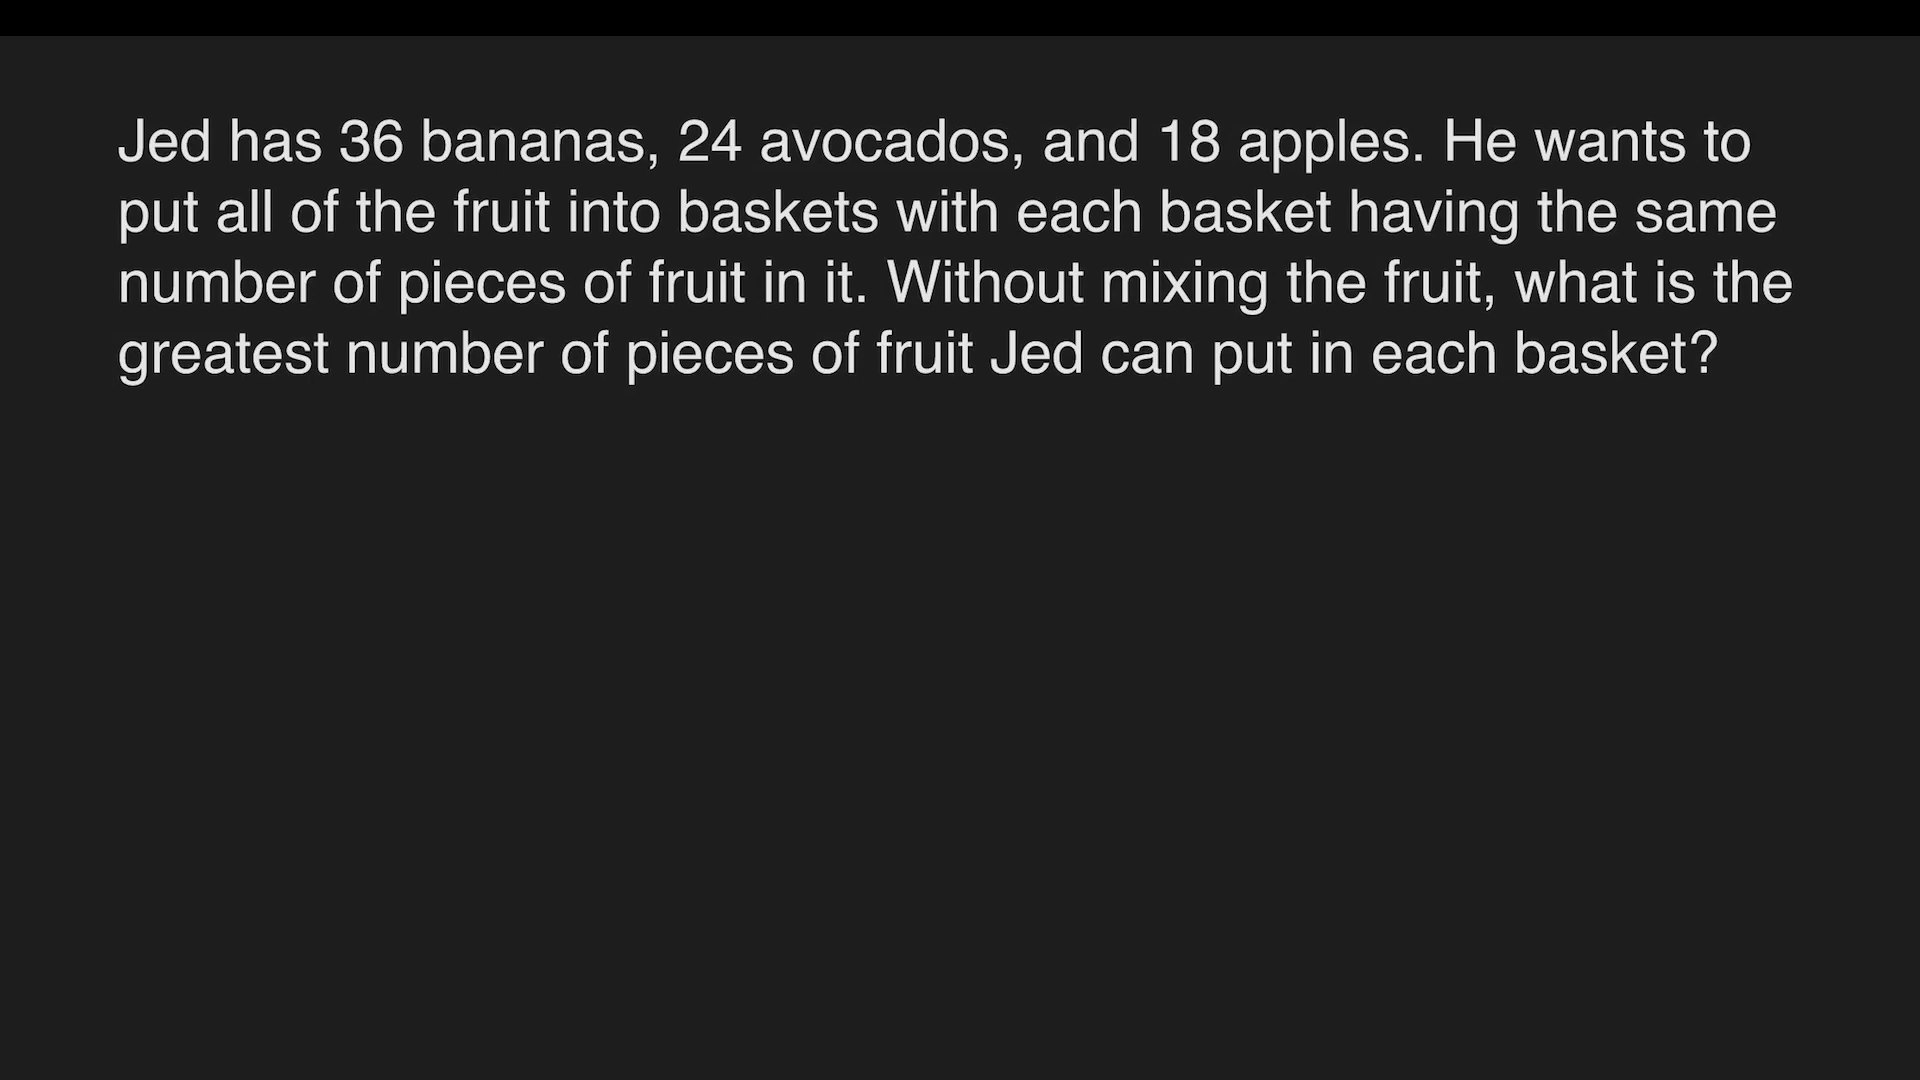 Jed has 36 bananas, 24 avocados, and 18 apples. He wants to
put all of the fruit into baskets with each basket having the same
number of pieces of fruit in it. Without mixing the fruit, what is the
greatest number of pieces of fruit Jed can put in each basket?